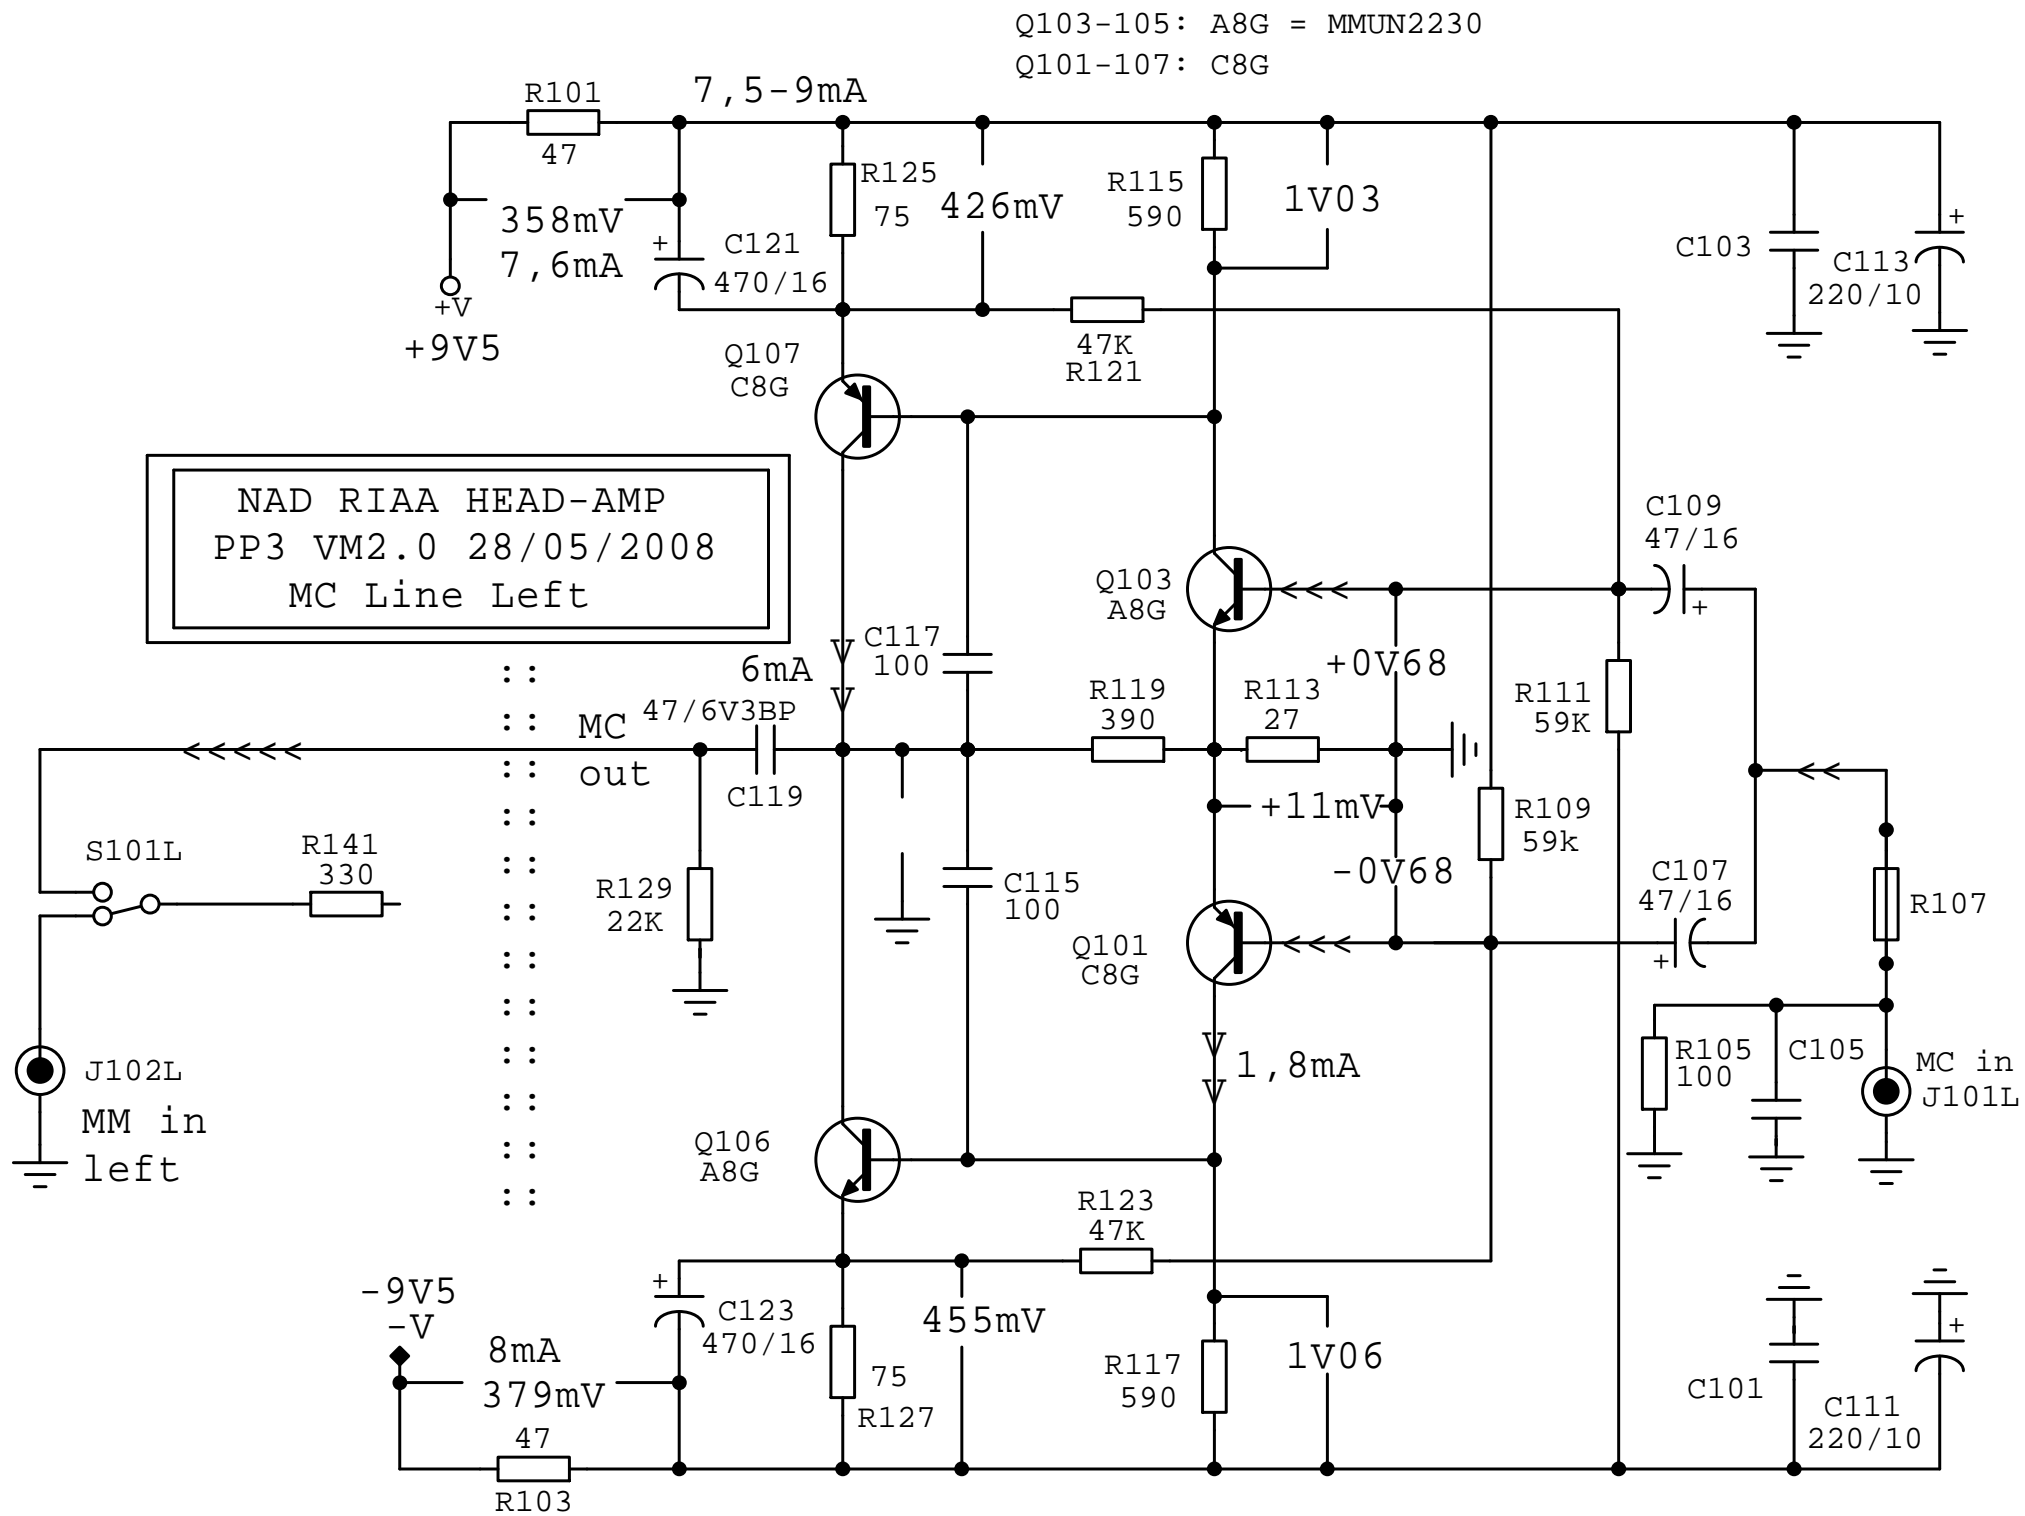 Q103-105: A8G = MMUN2230
Q101-107: C8G
R101
47
7,5-9mA
358mV
7,6mA
+
C121
470/16
+V
+9V5
R125
75
426mV
R115
590
1V03
C103
+
C113
220/10
47K
R121
Q107
C8G
NAD RIAA HEAD-AMP
PP3 VM2.0 28/05/2008
MC Line Left
C109
47/16
+
Q103
A8G
C117
100
6mA
47/6V3BP
C119
MC
out
R119
390
R113
27
+0V68
R111
59K
+11mV
R109
59k
-0V68
S101L
R141
330
R129
22K
C115
100
Q101
C8G
C107
47/16
+
R107
1,8mA
R105
100
C105
MC in
J101L
J102L
MM in
left
Q106
A8G
R123
47K
-9V5
-V
+
C123
470/16
8mA
379mV
47
R103
75
R127
455mV
R117
590
1V06
C101
+
C111
220/10